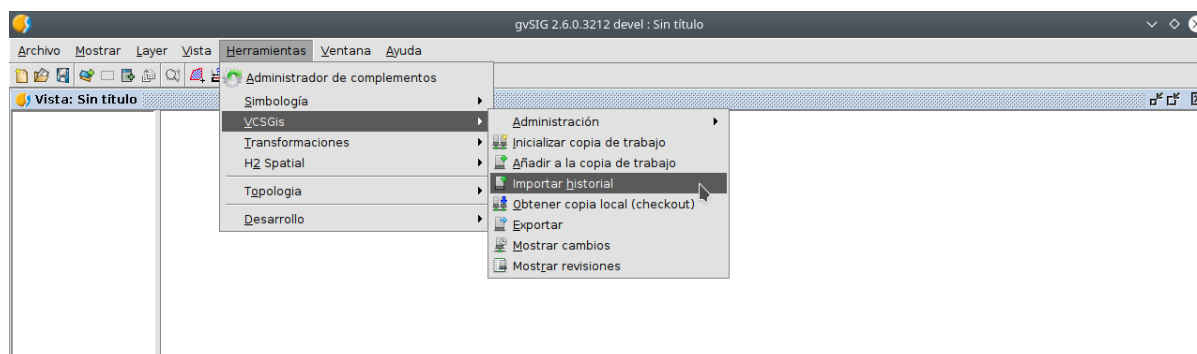 gvSIG 2.6.0.3212 devel : Sin título
Archivo Mostrar Layer Vista Herramientas Ventana Ayuda
Administrador de complementos
Vista: Sin título
Simbología
VCSGis
Transformaciones
H2 Spatial
Topologia
Desarrollo
Administración
Inicializar copia de trabajo
Añadir a la copia de trabajo
Importar historial
Obtener copia local (checkout)
Exportar
Mostrar cambios
Mostrar revisiones